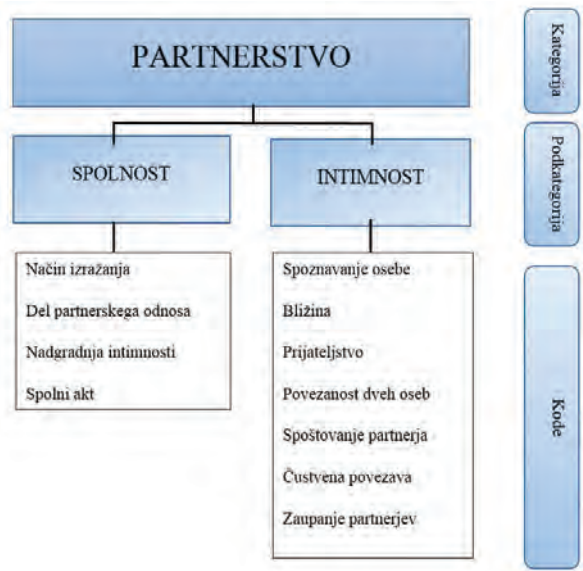 PARTNERSTVO
Kategorija
SPOLNOST
INTIMNOST
Podkategorija
Način izražanja
Del partnerskega odnosa
Nadgradnja intimnosti
Spolni akt
Spoznavanje osebe
Bližina
Prijateljstvo
Povezanost dveh oseb
Spoštovanje partnerja
Čustvena povezava
Zaupanje partnerjev
Kode